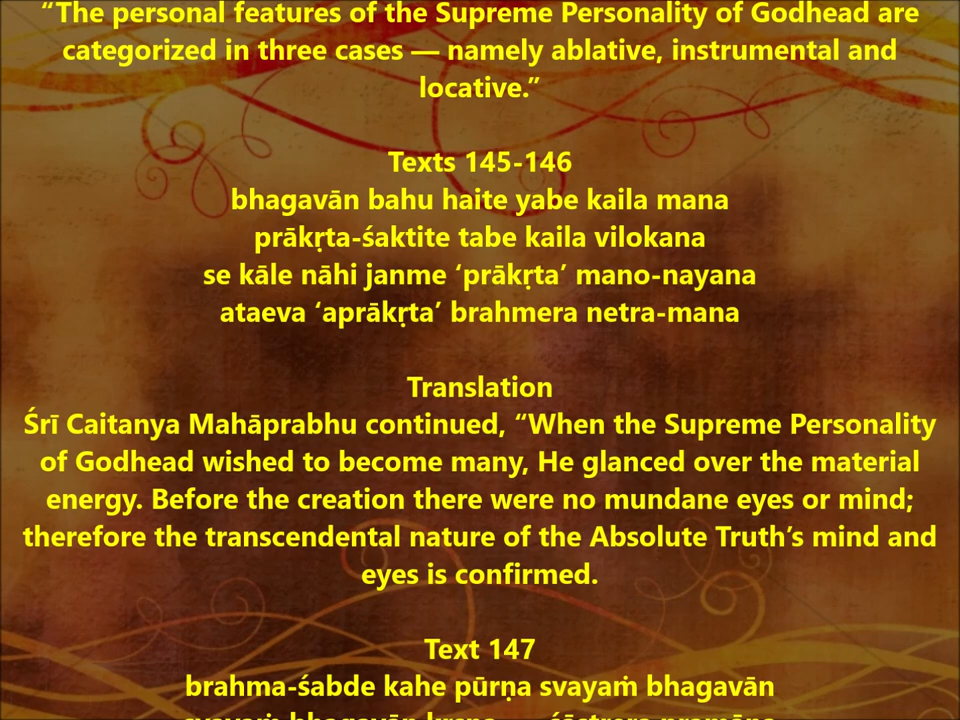 “The personal features of the Supreme Personality of Godhead are
categorized in three cases — namely ablative, instrumental and
locative.”
Texts 145-146
bhagavān bahu haite yabe kaila mana
prākṛta-śaktite tabe kaila vilokana
se kāle nāhi janme ‘prākṛta’ mano-nayana
ataeva ‘aprākṛta’ brahmera netra-mana
Translation
Śrī Caitanya Mahāprabhu continued, “When the Supreme Personality
of Godhead wished to become many, He glanced over the material
energy. Before the creation there were no mundane eyes or mind;
therefore the transcendental nature of the Absolute Truth’s mind and
eyes is confirmed.
Text 147
brahma-śabde kahe pūrṇa svayaṁ bhagavān